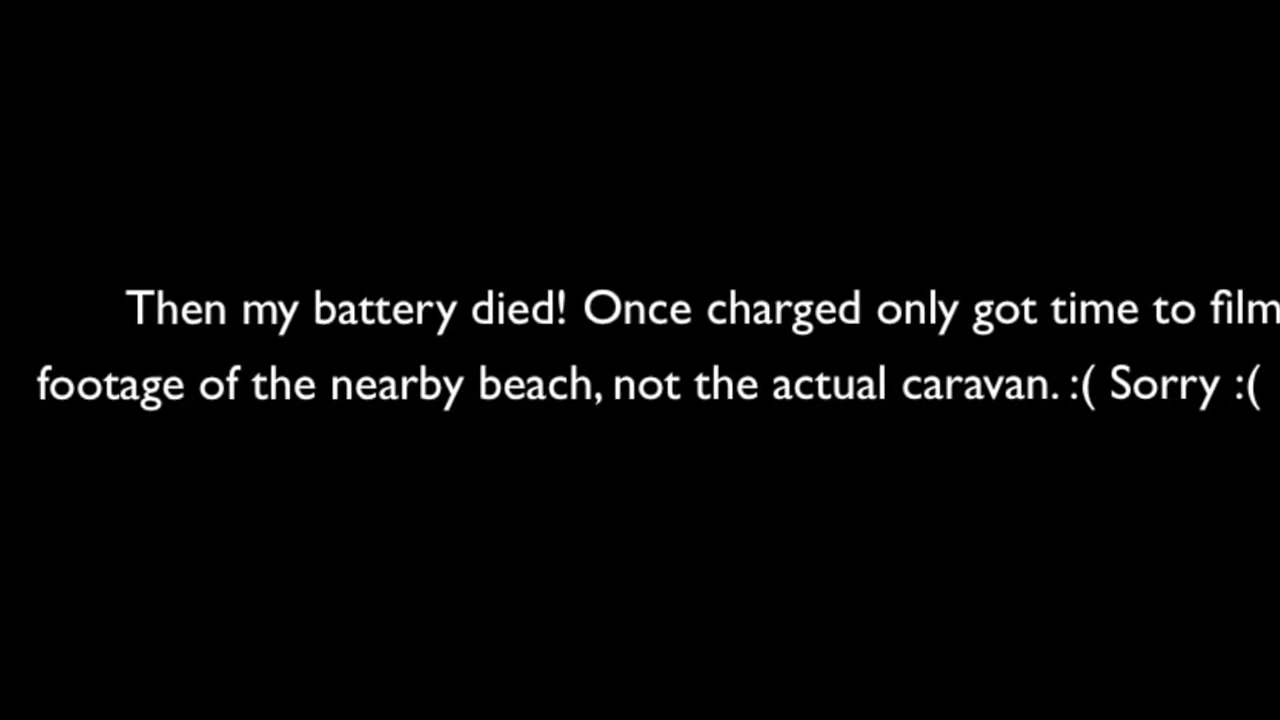 Then my battery died! Once charged only got time to film
footage of the nearby beach, not the actual caravan. :( Sorry :(